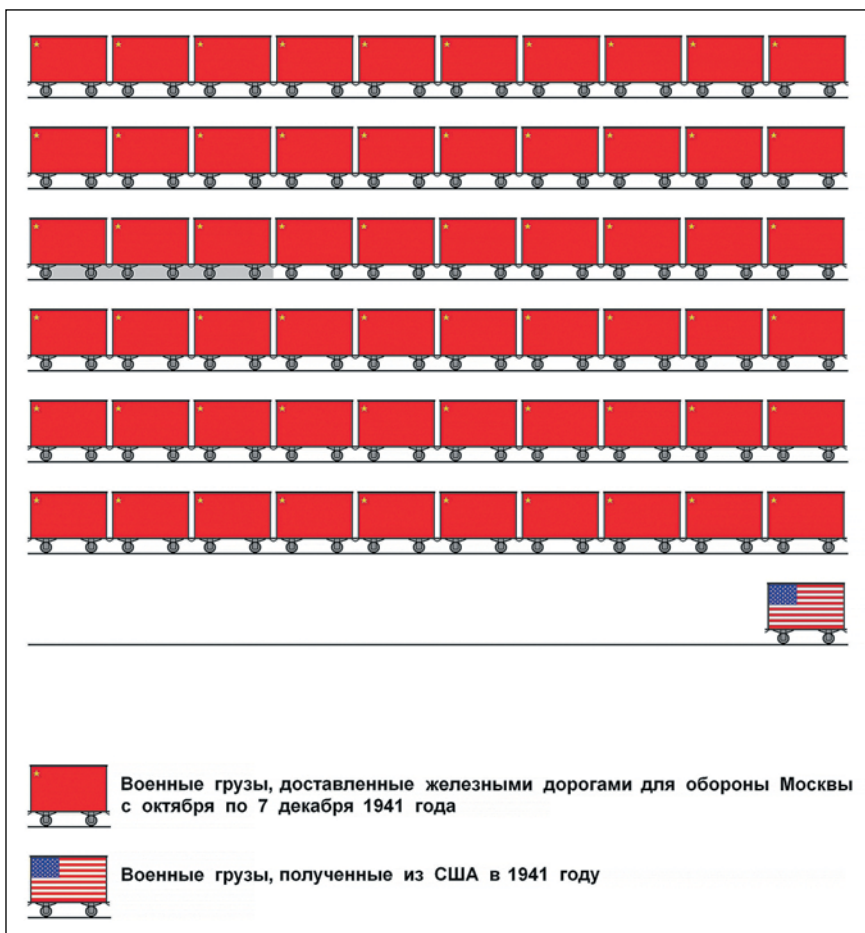 Военные грузы, доставленные железными дорогами для обороны Москвы
с октября по 7 декабря 1941 года
Военные грузы, полученные из США в 1941 году